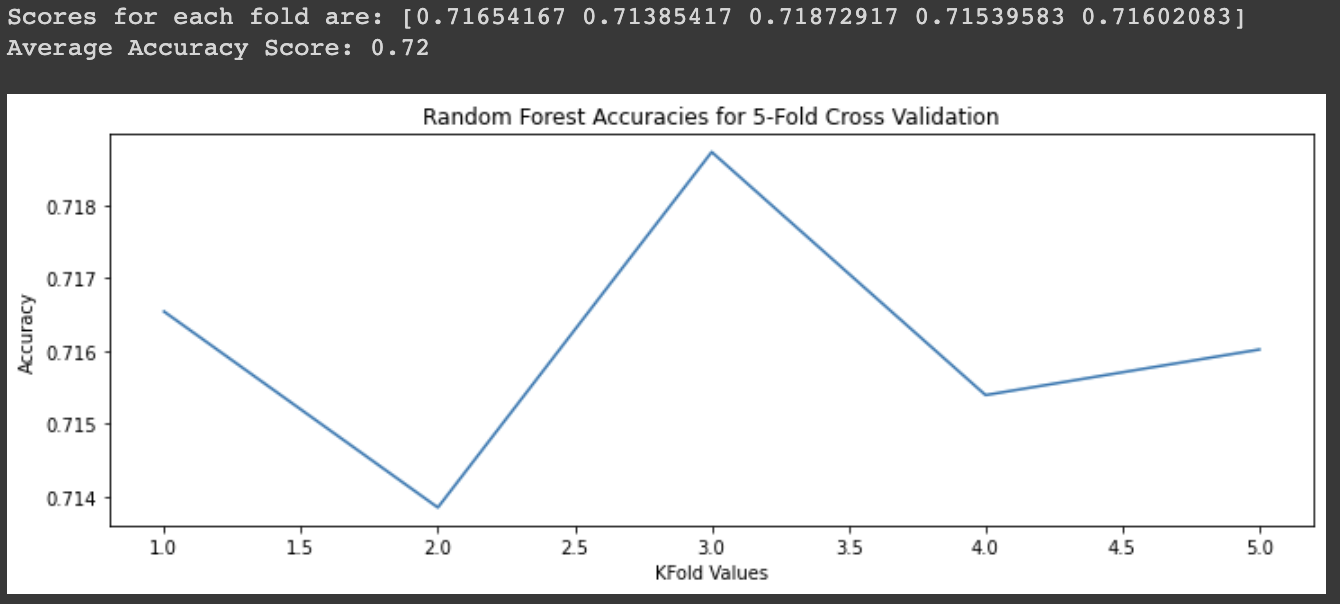 Scores for each fold are: [0.71654167 0.71385417 0.71872917 0.71539583 0.71602083]
Average Accuracy Score: 0.72
Random Forest Accuracies for 5-Fold Cross Validation
Accuracy
0.718
0.717
0.716
0.715
0.714
1.0 1.5 2.0 2.5 3.0 3.5 4.0 4.5 5.0
KFold Values